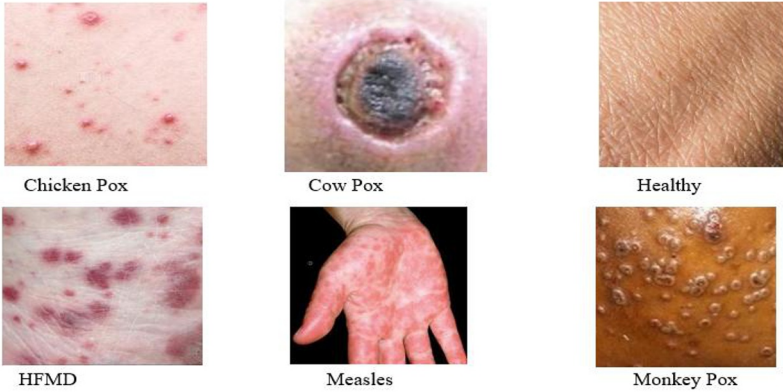 Chicken Pox
Cow Pox
Healthy
HFMD
Measles
Monkey Pox